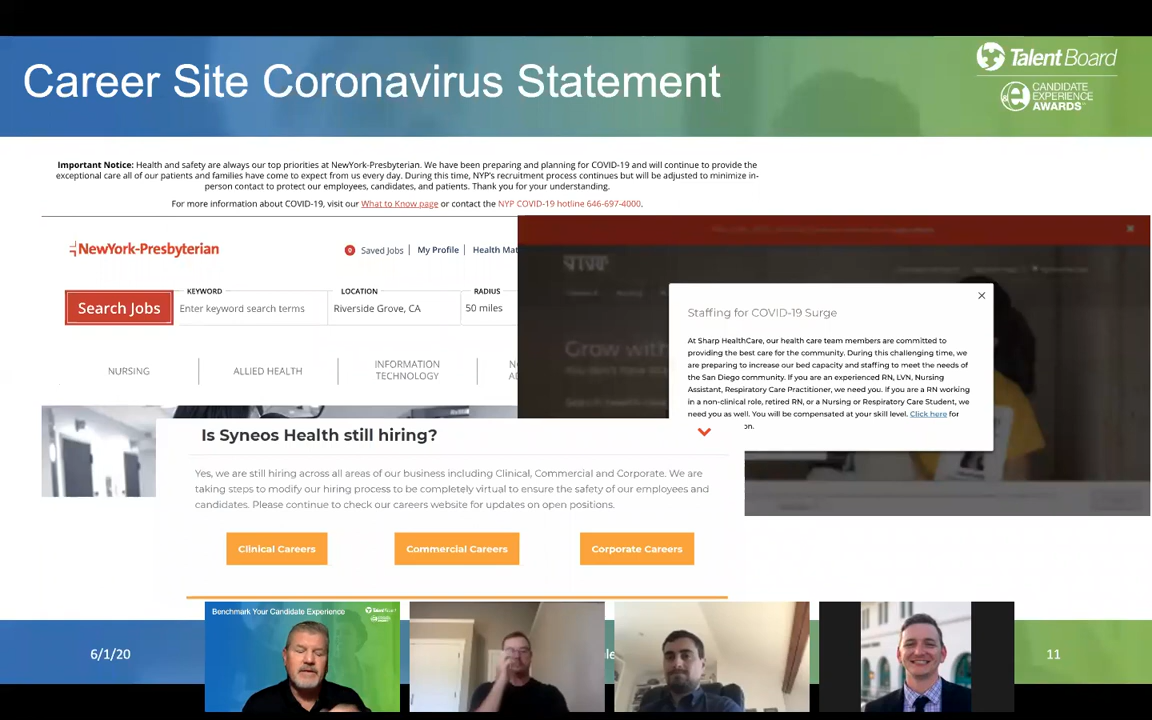 Career Site Coronavirus Statement
TalentBoard
CANDIDATE
EXPERIENCE
AWARDS
Important Notice: Health and safety are always our top priorities at NewYork-Presbyterian. We have been preparing and planning for COVID-19 and will continue to provide the
exceptional care all of our patients and families have come to expect from us every day. During this time, NYP's recruitment process continues but will be adjusted to minimize in-
person contact to protect our employees, candidates, and patients. Thank you for your understanding.
For more information about COVID-19, visit our What to Know page or contact the NYP COVID-19 hotline 646-697-4000.
NewYork-Presbyterian
0 Saved Jobs | My Profile | Health Mat
KEYWORD LOCATION RADIUS
Search Jobs Enter keyword search terms Riverside Grove, CA 50 miles
NURSING ALLIED HEALTH INFORMATION
TECHNOLOGY
Grow with
Staffing for COVID-19 Surge
At Sharp HealthCare, our health care team members are committed to
providing the best care for the community. During this challenging time, we
are preparing to increase our bed capacity and staffing to meet the needs of
the San Diego community. If you are an experienced RN, LVN, Nursing
Assistant, Respiratory Care Practitioner, we need you. If you are a RN working
in a non-clinical role, retired RN, or a Nursing or Respiratory Care Student, we
need you as well. You will be compensated at your skill level. Click here for
on.
Is Syneos Health still hiring?
Yes, we are still hiring across all areas of our business including Clinical, Commercial and Corporate. We are
taking steps to modify our hiring process to be completely virtual to ensure the safety of our employees and
candidates. Please continue to check our careers website for updates on open positions.
Clinical Careers Commercial Careers Corporate Careers
Benchmark Your Candidate Experience
TalentBoard
6/1/20
11